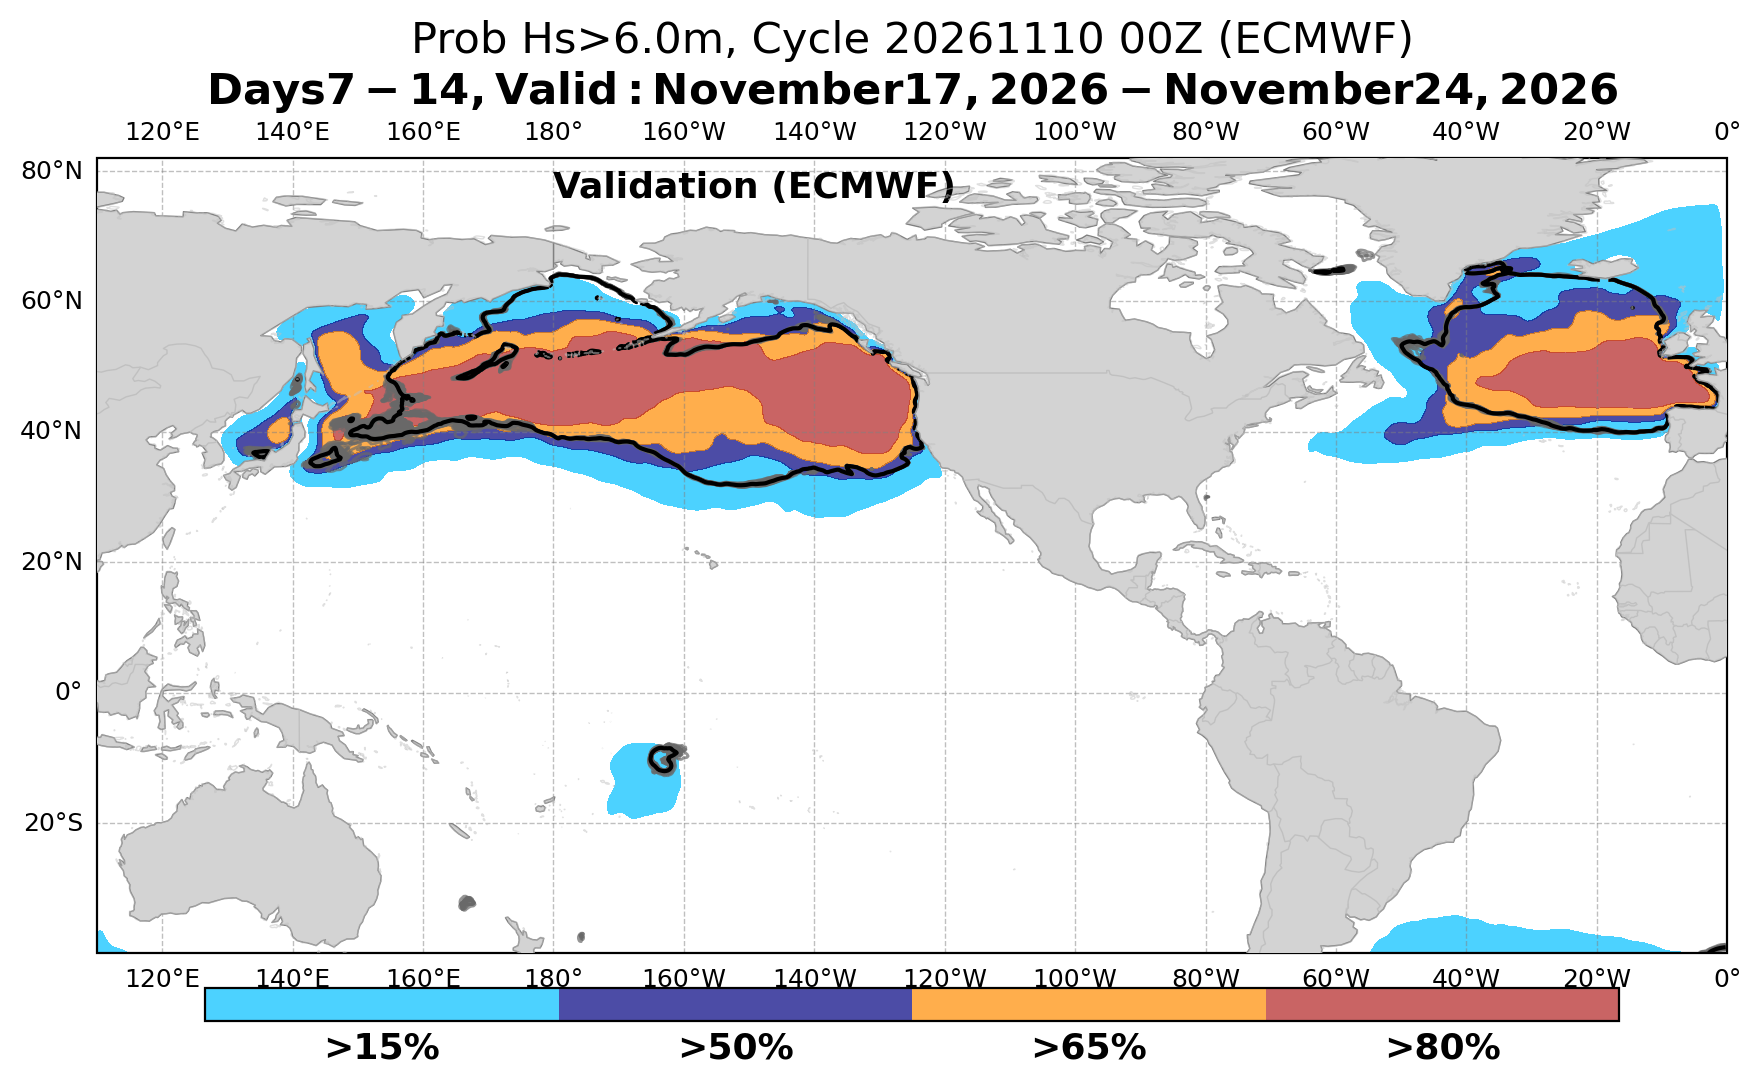 Prob Hs>6.0m, Cycle 20261110 00Z (ECMWF)
Days7 − 14, Valid : November17, 2026 − November24, 2026
120°E 140°E 160°E 180° 160°W 140°W 120°W 100°W 80°W 60°W 40°W 20°W 0°
80°N
Validation (ECMWF)
60°N
40°N
20°N
0°
20°S
120°E 140°E 160°E 180° 160°W 140°W 120°W 100°W 80°W 60°W 40°W 20°W 0°
>15% >50% >65% >80%